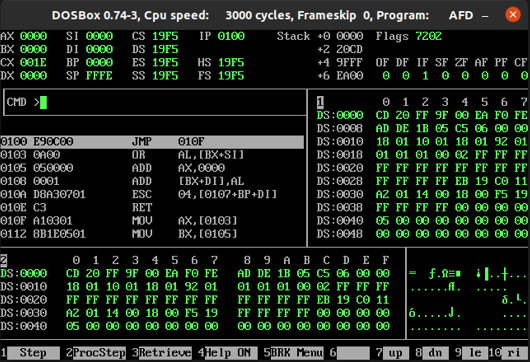 DOSBox 0.74-3, Cpu speed: 3000 cycles, Frameskip 0, Program: AFD
AX 0000 SI 0000 CS 19F5 IP 0100 Stack +0 0000 Flags 7202
BX 0000 DI 0000 DS 19F5 +2 20CD
CX 001E BP 0000 ES 19F5 HS 19F5 +4 9FFF OF DF IF SF ZF AF PF CF
DX 0000 SP FFFE SS 19F5 FS 19F5 +6 EA00 0 0 1 0 0 0 0 0
CMD >
1 0 1 2 3 4 5 6 7
DS:0000 CD 20 FF 9F 00 EA F0 FE
DS:0008 AD DE 1B 05 C5 06 00 00
DS:0010 18 01 10 01 18 01 92 01
DS:0018 01 01 01 00 02 FF FF FF
DS:0020 FF FF FF FF FF FF FF FF
DS:0028 FF FF FF FF EB 19 C0 11
DS:0030 A2 01 14 00 18 00 F5 19
DS:0038 FF FF FF FF 00 00 00 00
DS:0040 05 00 00 00 00 00 00 00
DS:0048 00 00 00 00 00 00 00 00
0100 E90C00 JMP 010F
0103 0A00 OR AL,[BX+SI]
0105 050000 ADD AX,0000
0108 0001 ADD [BX+DI],AL
010A D8A30701 ESC 04,[0107+BP+DI]
010E C3 RET
010F A10301 MOV AX,[0103]
0112 8B1E0501 MOV BX,[0105]
2 0 1 2 3 4 5 6 7 8 9 A B C D E F
DS:0000 CD 20 FF 9F 00 EA F0 FE AD DE 1B 05 C5 06 00 00
DS:0010 18 01 10 01 18 01 92 01 01 01 01 00 02 FF FF FF
DS:0020 FF FF FF FF FF FF FF FF FF FF FF FF EB 19 C0 11
DS:0030 A2 01 14 00 18 00 F5 19 FF FF FF FF 00 00 00 00
DS:0040 05 00 00 00 00 00 00 00 00 00 00 00 00 00 00 00
1 Step 2ProcStep 3Retrieve 4Help ON 5BRK Menu 6 7 up 8 dn 9 le 10 ri